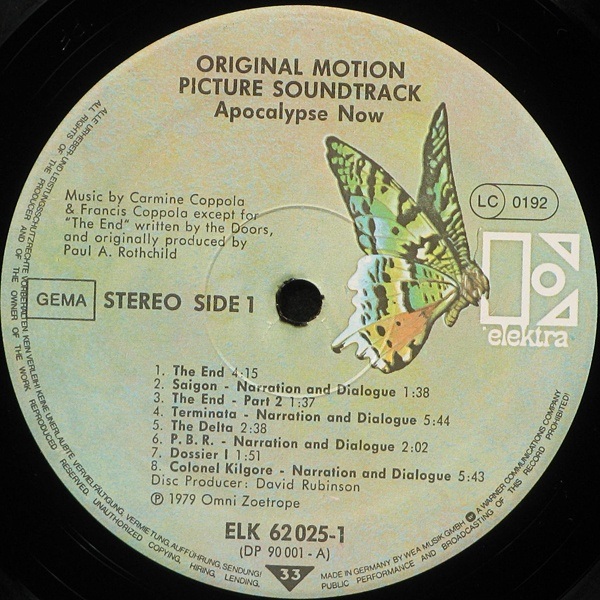 ORIGINAL MOTION
PICTURE SOUNDTRACK
Apocalypse Now
LC 0192
Music by Carmine Coppola
& Francis Coppola except for
"The End" written by the Doors,
and originally produced by
Paul A. Rothchild
elektra
GEMA STEREO SIDE 1
1. The End 4:15
2. Saigon - Narration and Dialogue 1:38
3. The End - Part 2 1:37
4. Terminata - Narration and Dialogue 5:44
5. The Delta 2:38
6. P.B.R. - Narration and Dialogue 2:02
7. Dossier I 1:51
8. Colonel Kilgore - Narration and Dialogue 5:43
Disc Producer: David Rubinson
℗ 1979 Omni Zoetrope
ELK 62 025-1
(DP 90 001 - A)
33
ALLE URHEBER- UND LEISTUNGSSCHUTZRECHTE VORBEHALTEN. KEIN VERLEIH! KEINE UNERLAUBTE VERVIELFÄLTIGUNG, VERMIETUNG, AUFFÜHRUNG, SENDUNG!
ALL RIGHTS OF THE PRODUCER AND OF THE OWNER OF THE WORK REPRODUCED RESERVED. UNAUTHORIZED COPYING, HIRING, LENDING,
MADE IN GERMANY BY WEA MUSIK GMBH A WARNER COMMUNICATIONS COMPANY
PUBLIC PERFORMANCE AND BROADCASTING OF THIS RECORD PROHIBITED!